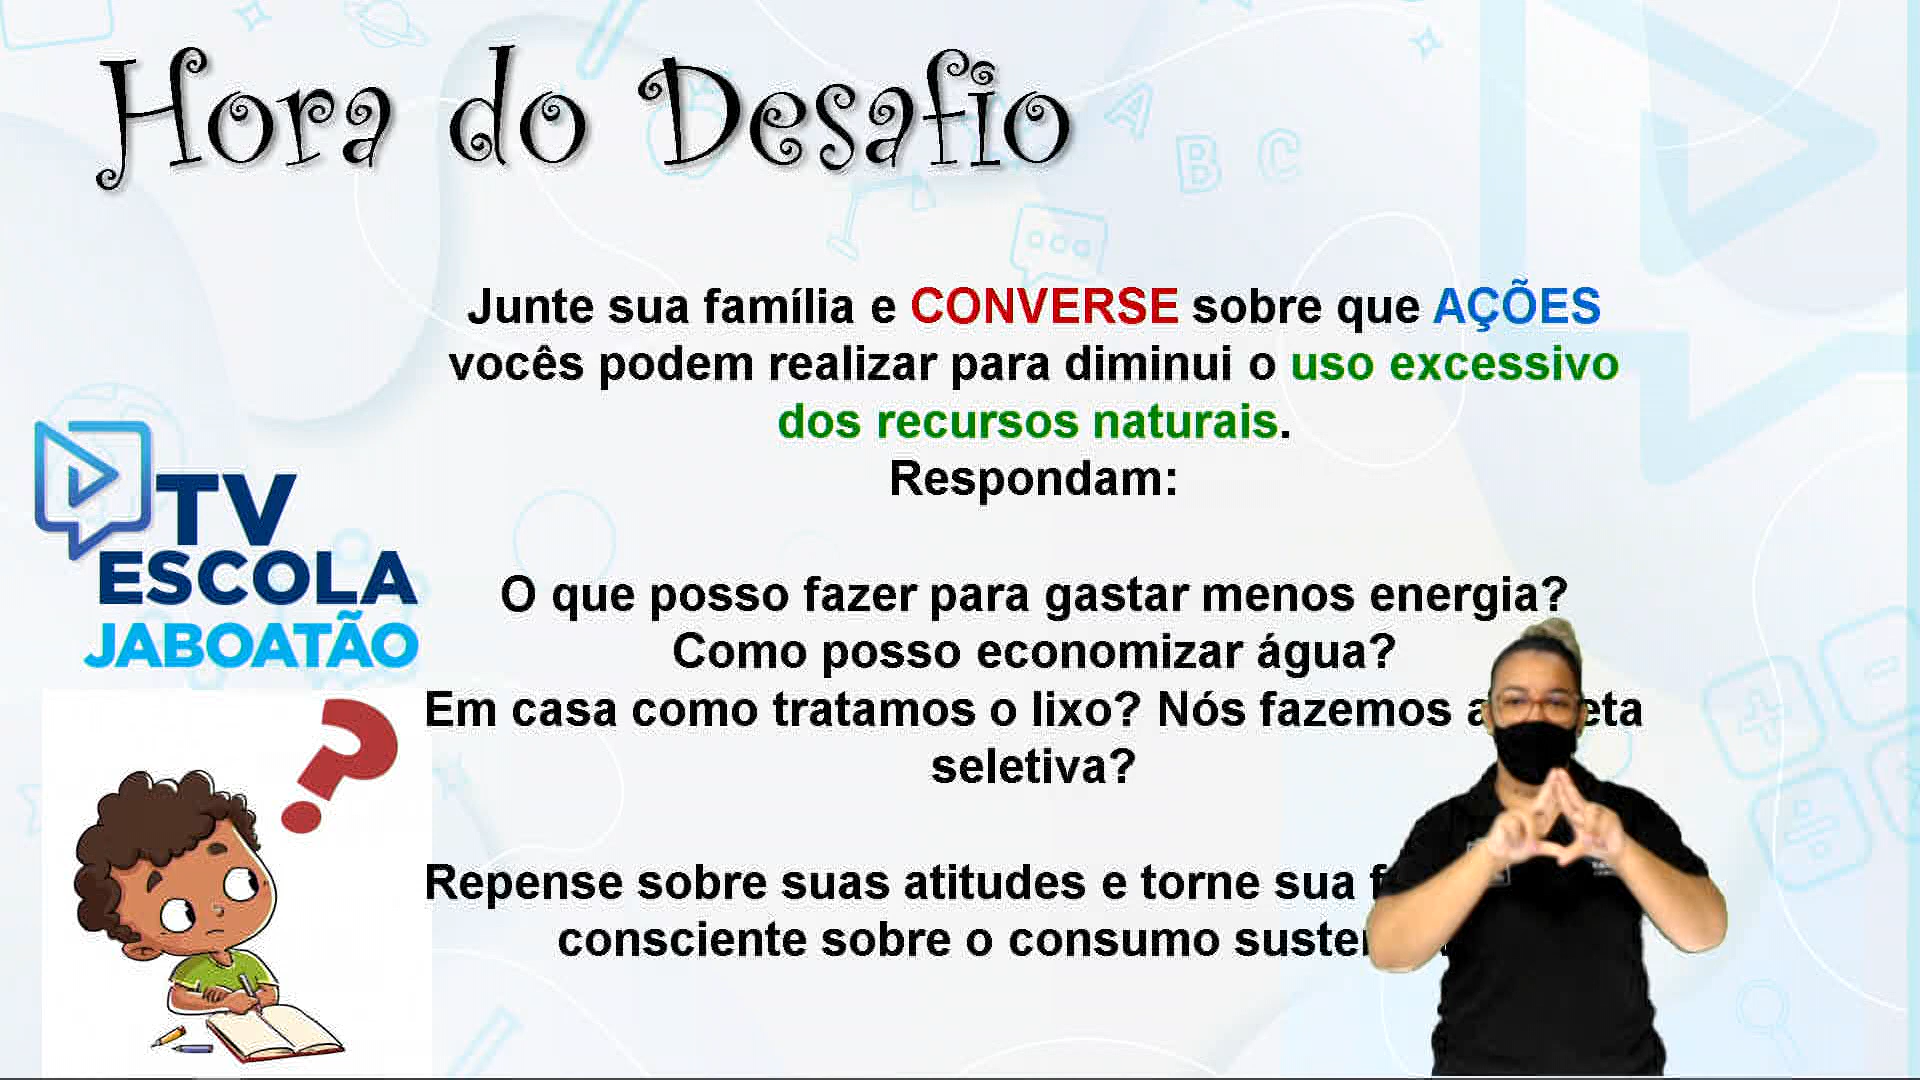 Hora do Desafio
Junte sua família e CONVERSE sobre que AÇÕES
vocês podem realizar para diminui o uso excessivo
dos recursos naturais.
Respondam:
TV
ESCOLA
JABOATÃO
O que posso fazer para gastar menos energia?
Como posso economizar água?
Em casa como tratamos o lixo? Nós fazemos a
seletiva?
?
Repense sobre suas atitudes e torne sua
consciente sobre o consumo
A
B C